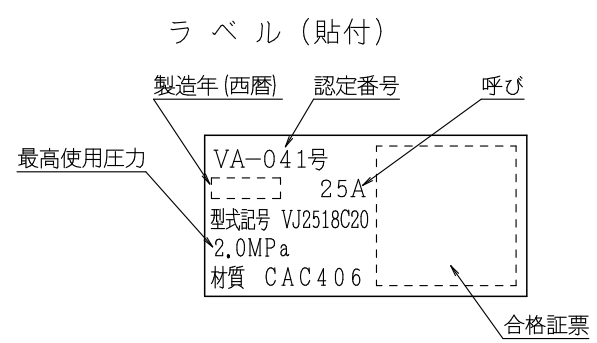 ラベル（貼付）
製造年(西暦)
認定番号
呼び
最高使用圧力
VA-041号
25A
型式記号 VJ2518C20
2.0MPa
材質 CAC406
合格証票